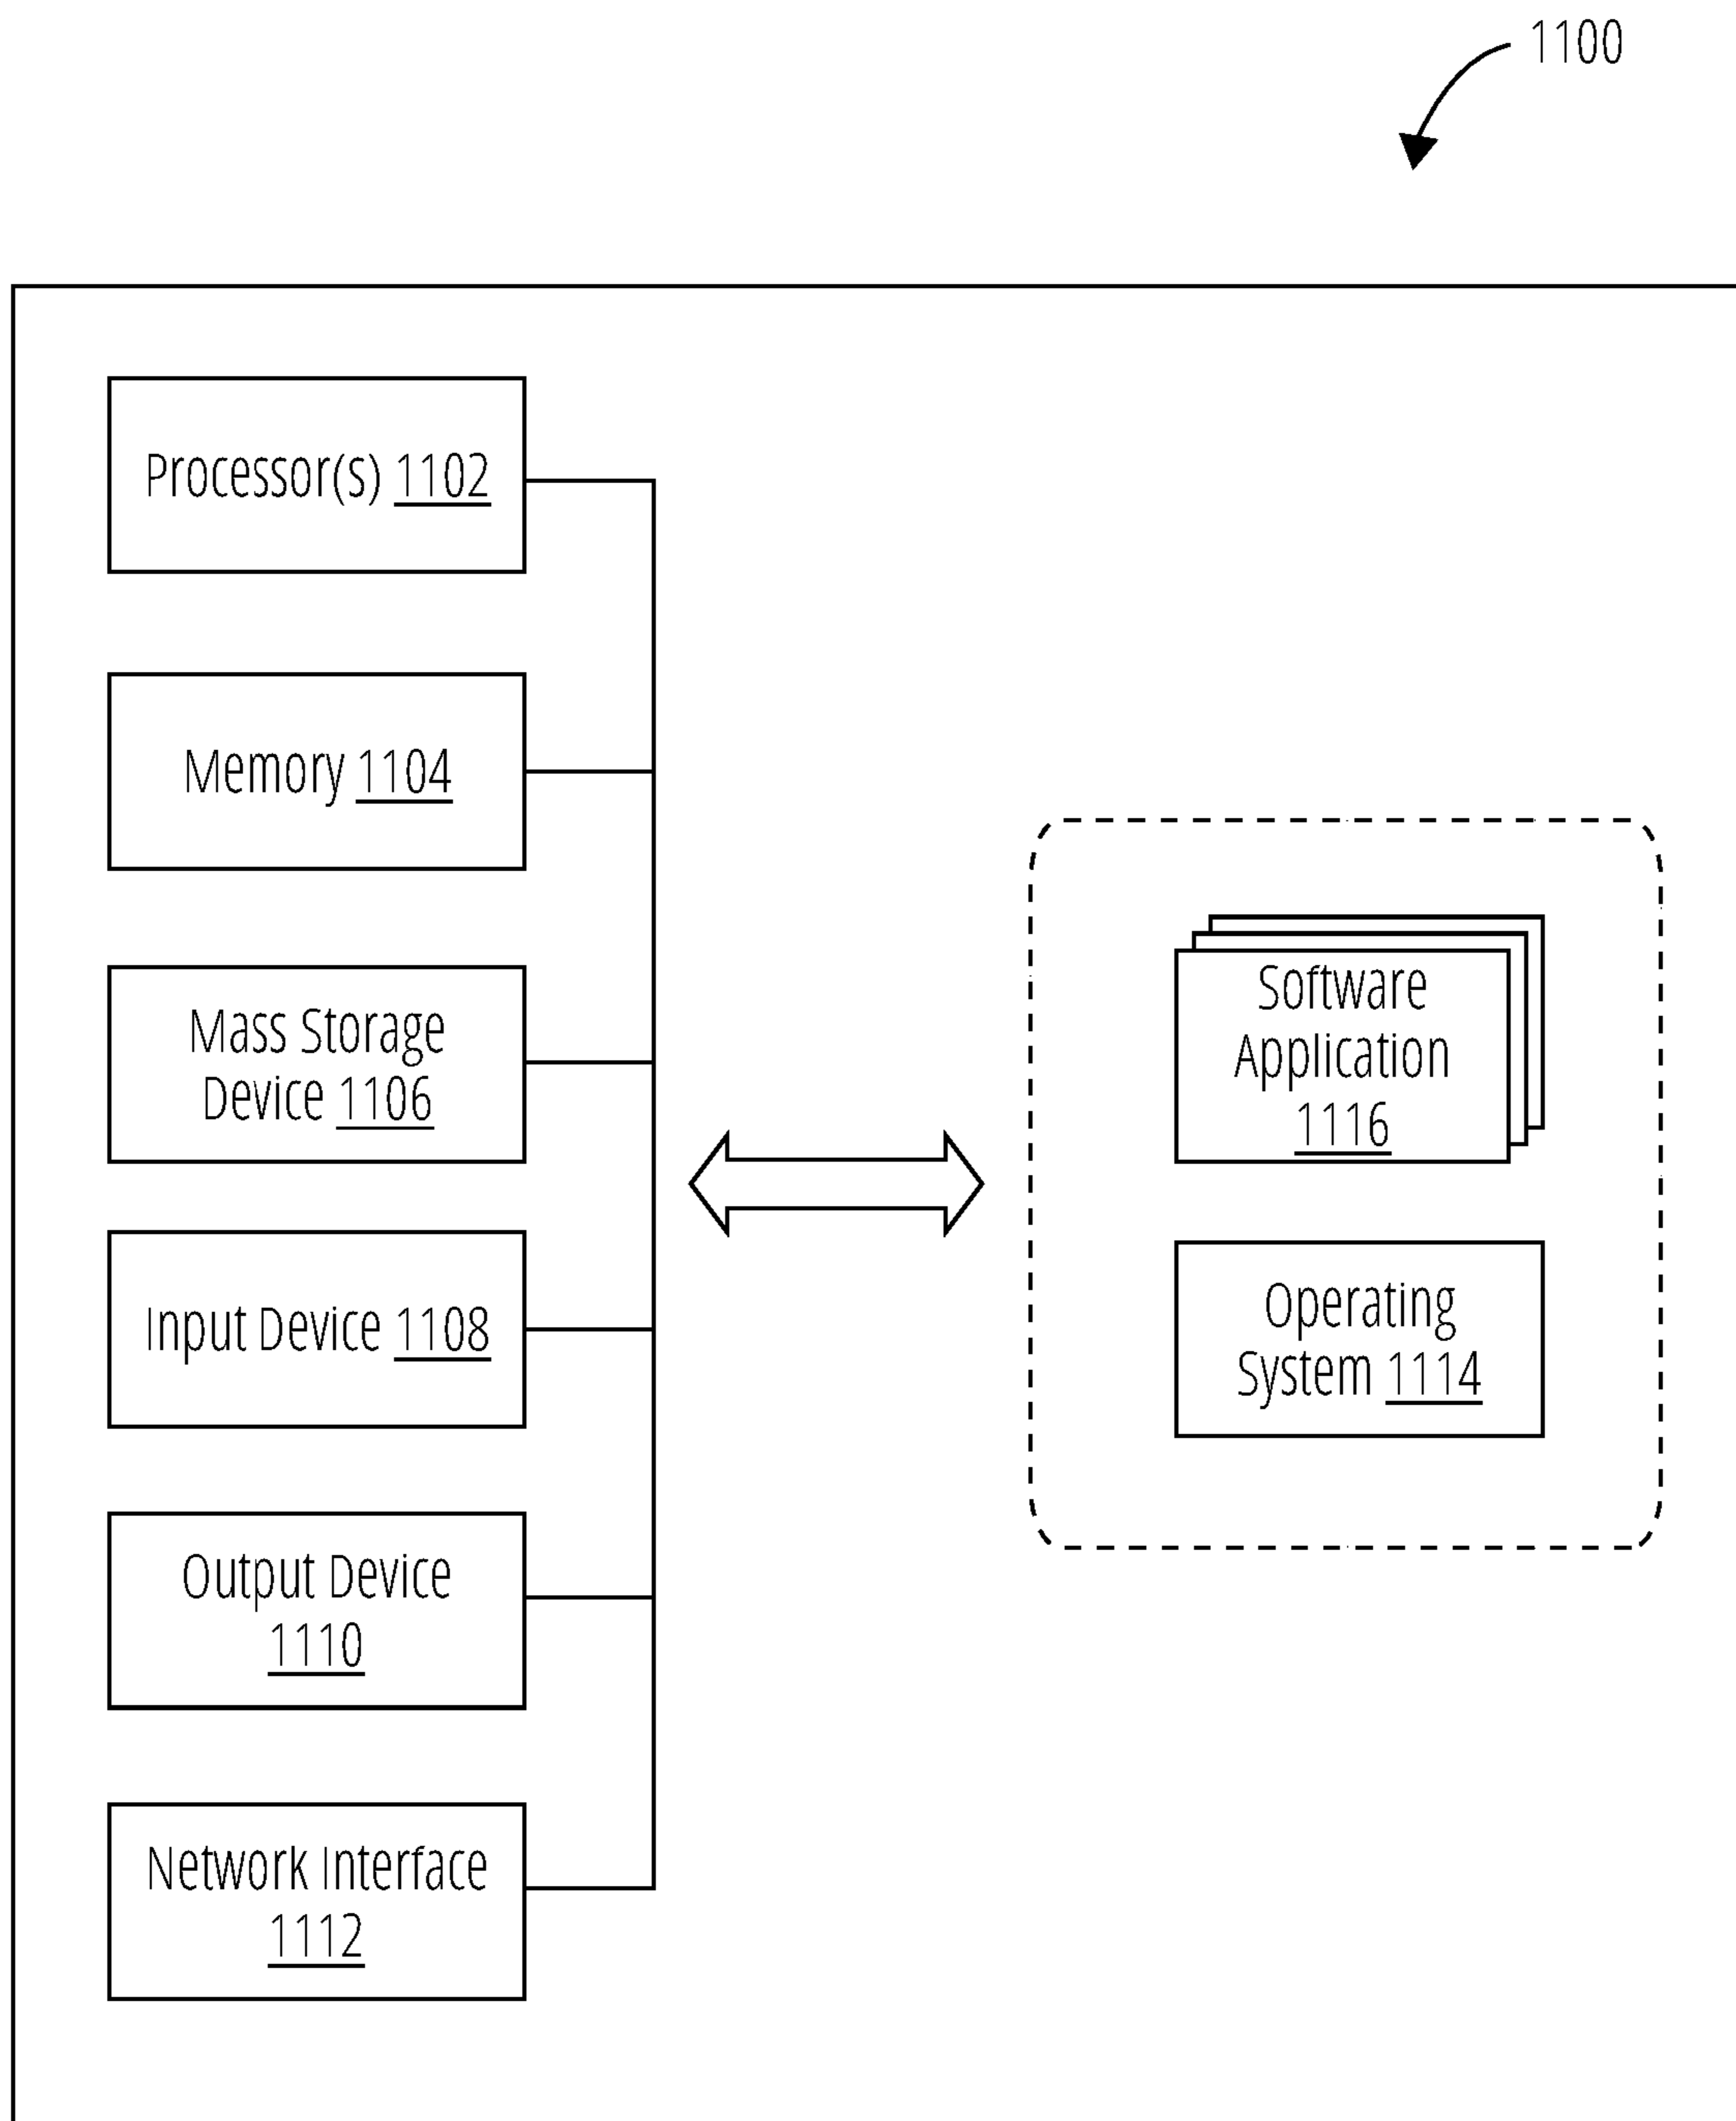 1100
Processor(s) 1102
Memory 1104
Mass Storage
Device 1106
Input Device 1108
Output Device
1110
Network Interface
1112
Software
Application
1116
Operating
System 1114